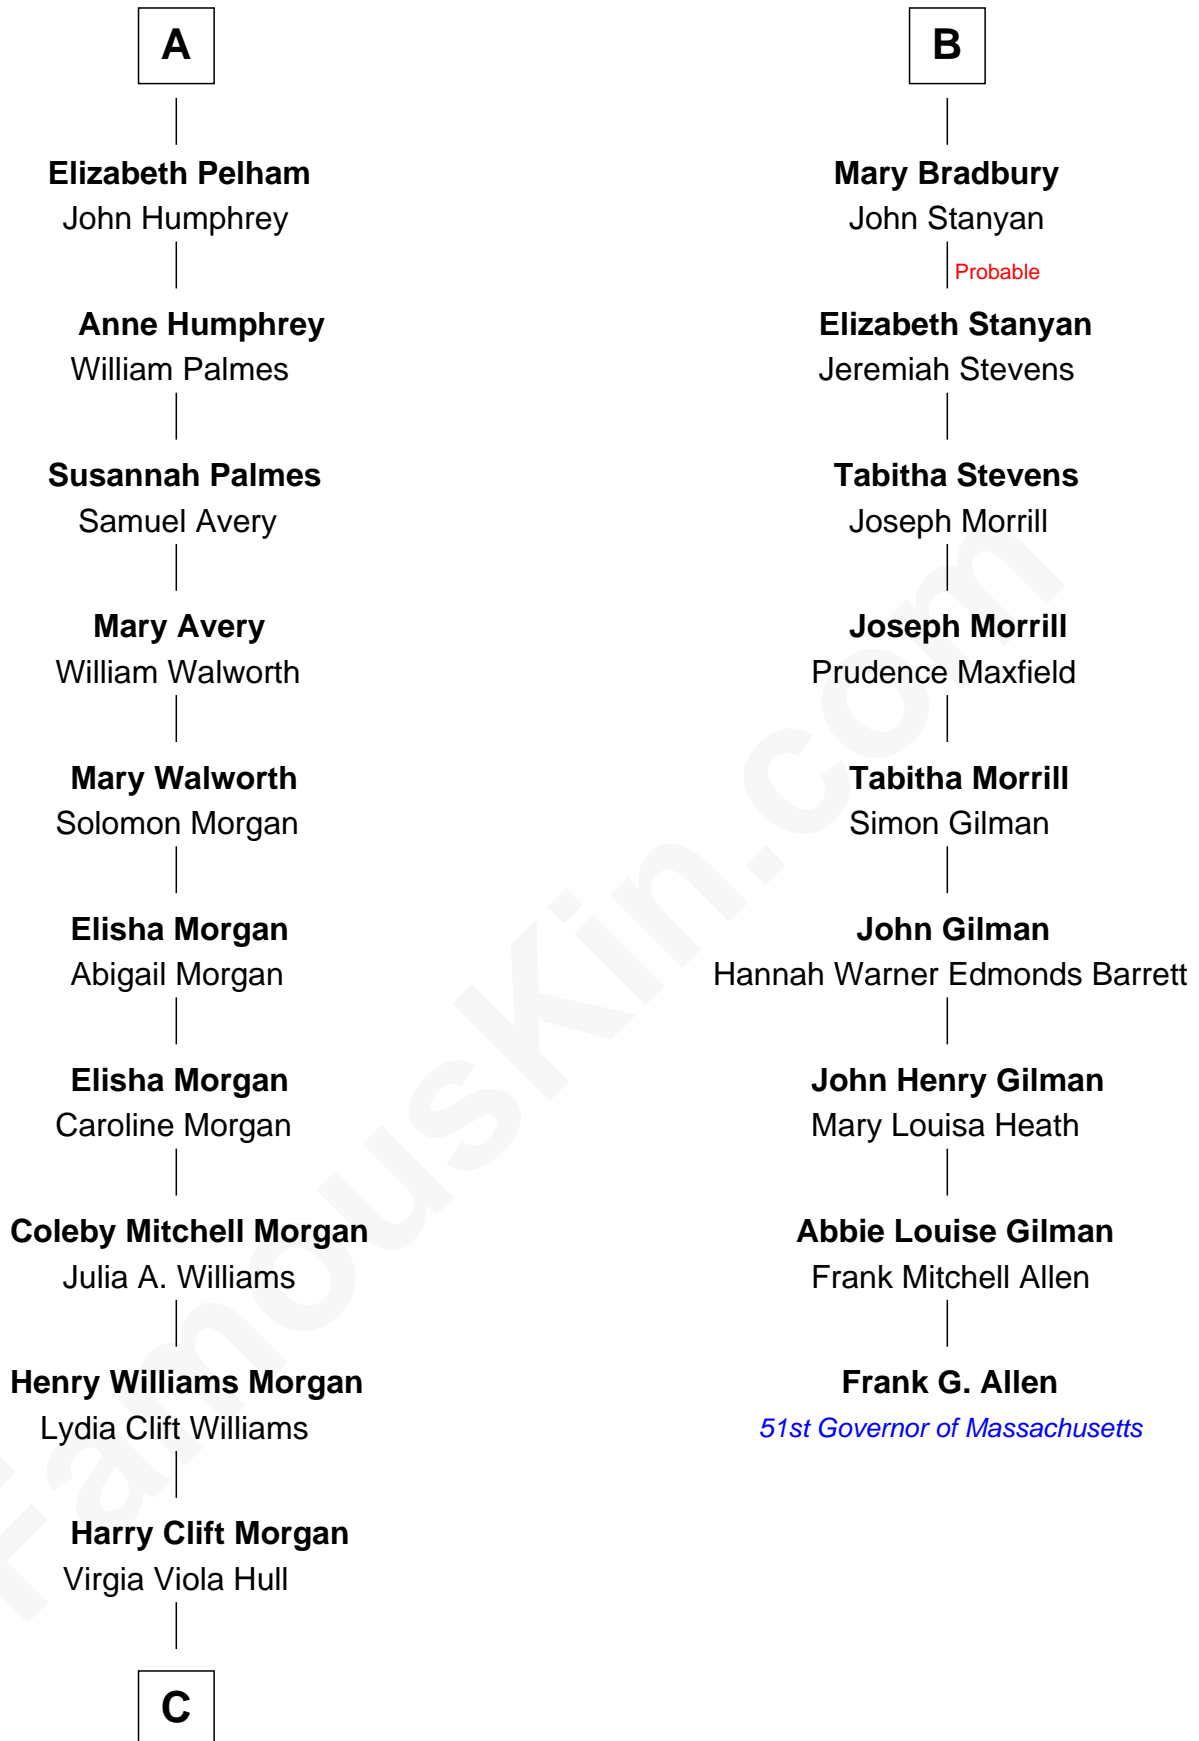 A
Elizabeth Pelham
John Humphrey
Anne Humphrey
William Palmes
Susannah Palmes
Samuel Avery
Mary Avery
William Walworth
Mary Walworth
Solomon Morgan
Elisha Morgan
Abigail Morgan
Elisha Morgan
Caroline Morgan
Coleby Mitchell Morgan
Julia A. Williams
Henry Williams Morgan
Lydia Clift Williams
Harry Clift Morgan
Virgia Viola Hull
C
B
Mary Bradbury
John Stanyan
Probable
Elizabeth Stanyan
Jeremiah Stevens
Tabitha Stevens
Joseph Morrill
Joseph Morrill
Prudence Maxfield
Tabitha Morrill
Simon Gilman
John Gilman
Hannah Warner Edmonds Barrett
John Henry Gilman
Mary Louisa Heath
Abbie Louise Gilman
Frank Mitchell Allen
Frank G. Allen
51st Governor of Massachusetts
FamousKin.com